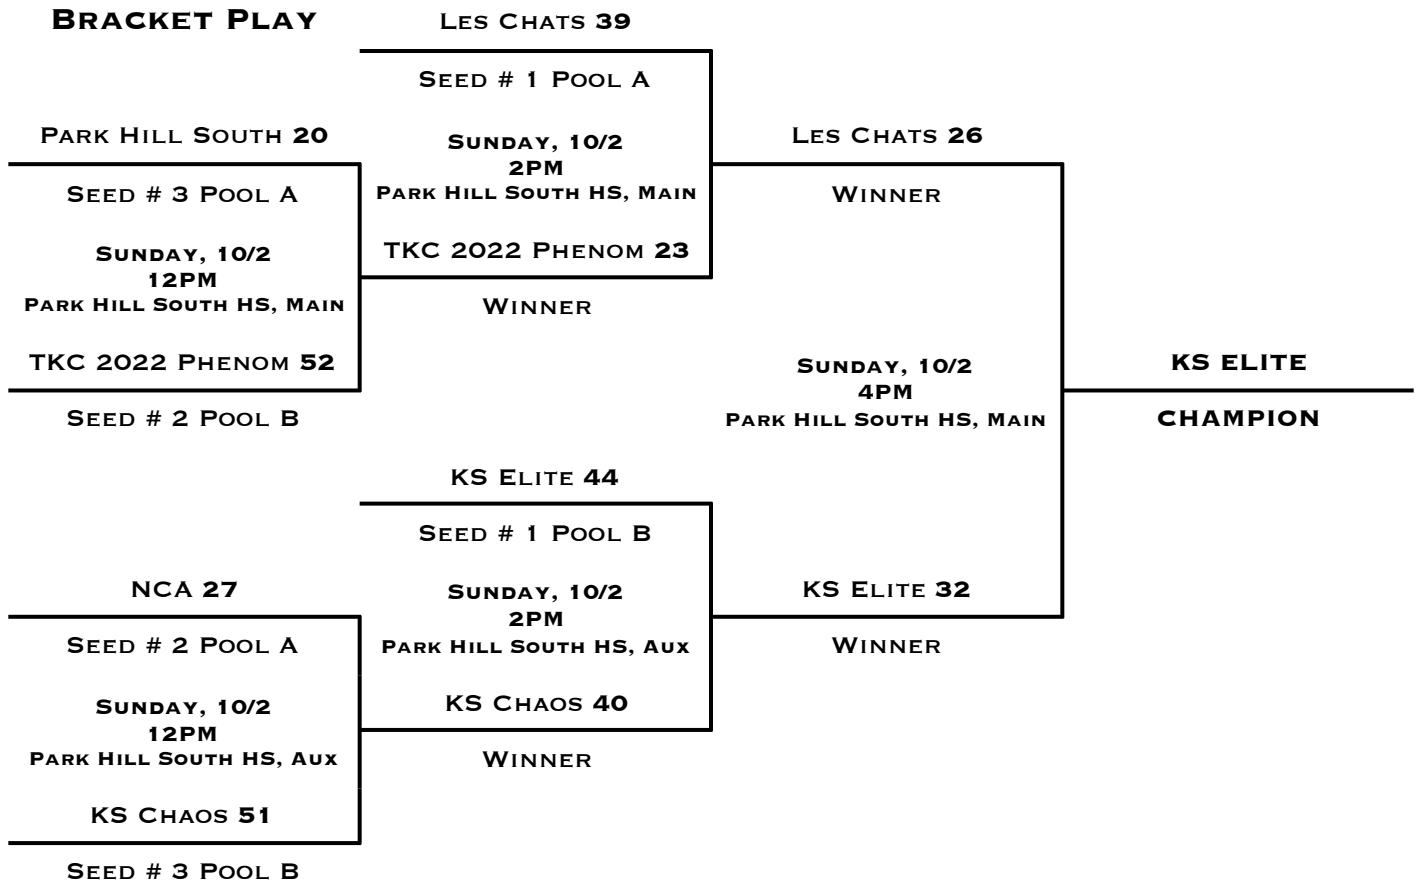 Bracket Play
Les Chats 39
Seed # 1 Pool A
Park Hill South 20
Sunday, 10/2
2PM
Park Hill South HS, Main
Les Chats 26
Seed # 3 Pool A
Winner
Sunday, 10/2
12PM
Park Hill South HS, Main
TKC 2022 Phenom 23
Winner
TKC 2022 Phenom 52
Seed # 2 Pool B
Sunday, 10/2
4PM
Park Hill South HS, Main
KS ELITE
CHAMPION
KS Elite 44
Seed # 1 Pool B
NCA 27
Sunday, 10/2
2PM
Park Hill South HS, Aux
KS Elite 32
Seed # 2 Pool A
Winner
Sunday, 10/2
12PM
Park Hill South HS, Aux
KS Chaos 40
Winner
KS Chaos 51
Seed # 3 Pool B